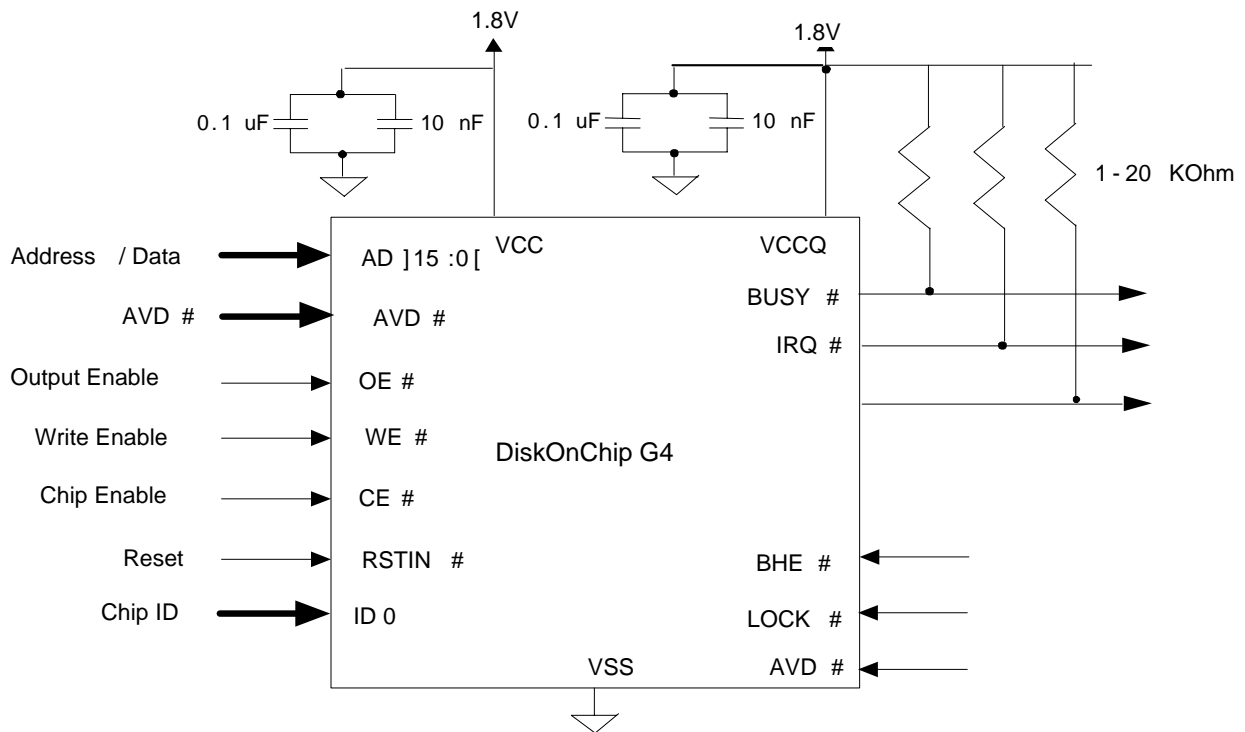 1.8V
1.8V
0.1 uF
10 nF
0.1 uF
10 nF
1 - 20 KOhm
Address / Data
AD ]15 :0 [
VCC
VCCQ
BUSY #
AVD #
AVD #
IRQ #
Output Enable
OE #
Write Enable
WE #
DiskOnChip G4
Chip Enable
CE #
Reset
RSTIN #
BHE #
Chip ID
ID 0
LOCK #
VSS
AVD #